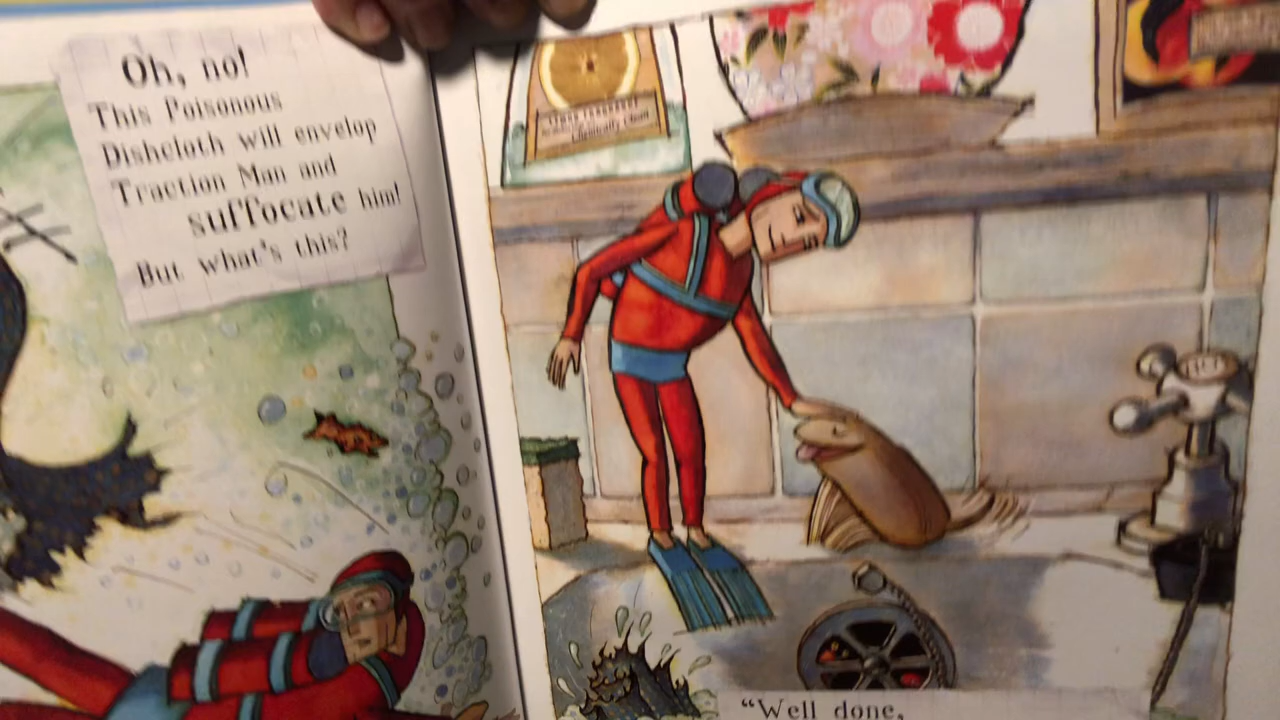 Oh, no!
This Poisonous
Dishcloth will envelop
Traction Man and
suffocate him!
But what's this?
"Well done,